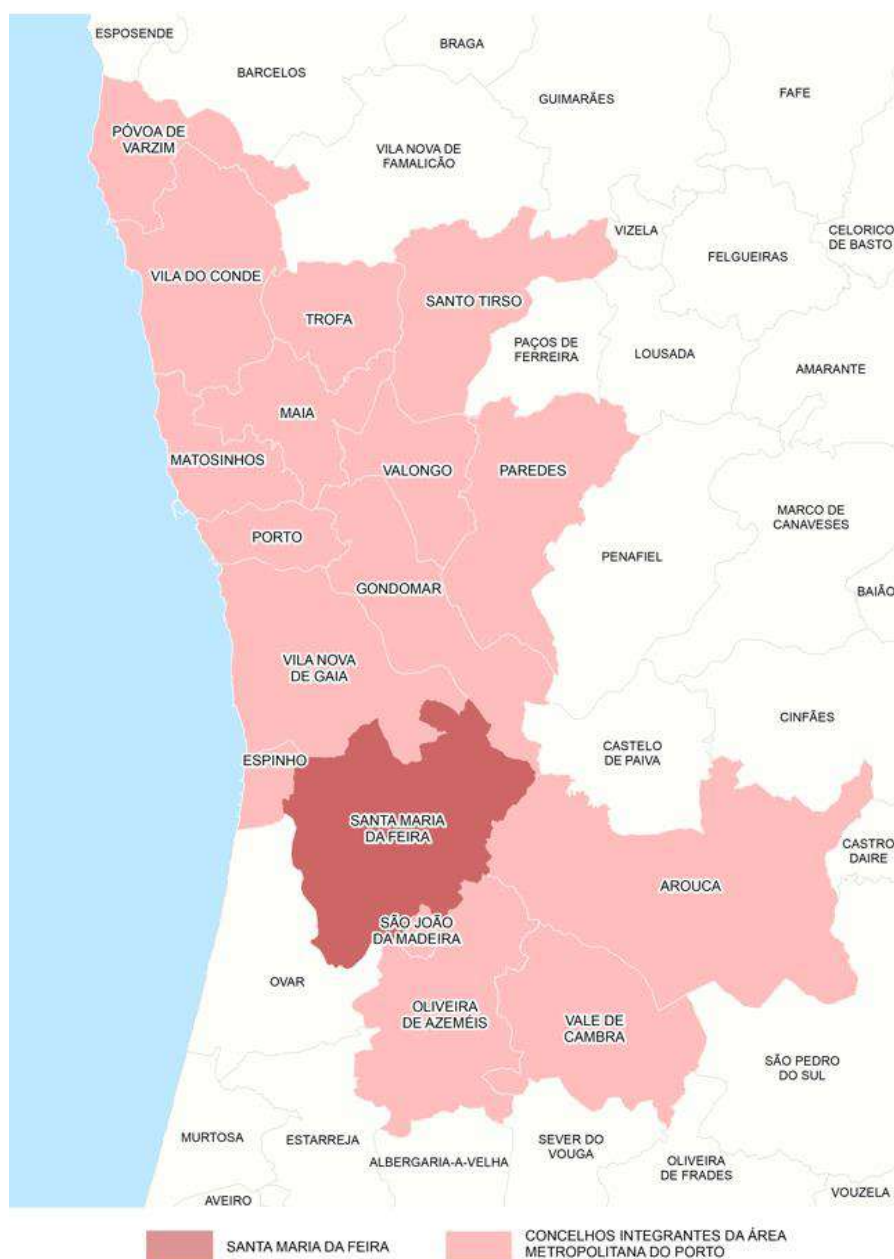 ESPOSENDE
BRAGA
BARCELOS
GUIMARÃES
FAFE
PÓVOA DE
VARZIM
VILA NOVA DE
FAMALICÃO
VIZELA
CELORICO
DE BASTO
FELGUEIRAS
VILA DO CONDE
SANTO TIRSO
TROFA
PAÇOS DE
FERREIRA
LOUSADA
AMARANTE
MAIA
MATOSINHOS
VALONGO
PAREDES
MARCO DE
CANAVESES
PORTO
PENAFIEL
GONDOMAR
BAIÃO
VILA NOVA
DE GAIA
CINFÃES
ESPINHO
CASTELO
DE PAIVA
SANTA MARIA
DA FEIRA
CASTRO
DAIRE
AROUCA
SÃO JOÃO
DA MADEIRA
OVAR
OLIVEIRA
DE AZEMÉIS
VALE DE
CAMBRA
SÃO PEDRO
DO SUL
MURTOSA
ESTARREJA
ALBERGARIA-A-VELHA
SEVER DO
VOUGA
OLIVEIRA
DE FRADES
VOUZELA
AVEIRO
SANTA MARIA DA FEIRA
CONCELHOS INTEGRANTES DA ÁREA
METROPOLITANA DO PORTO